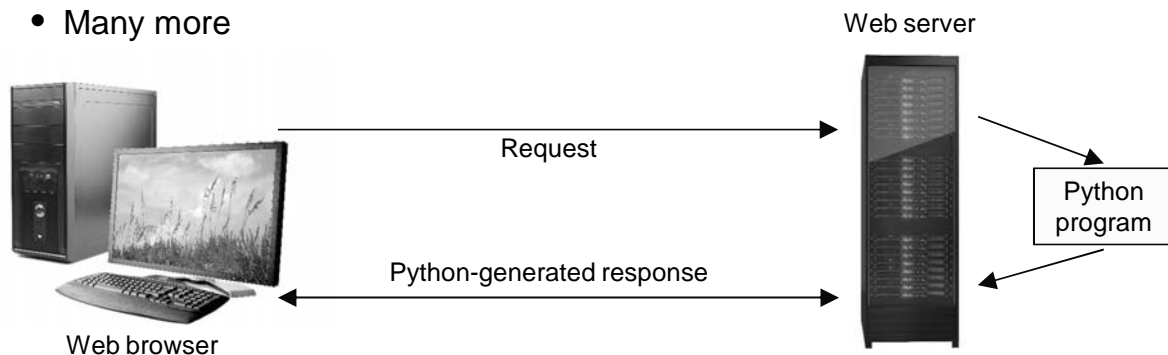 • Many more
Web server
Request
Python
program
Python-generated response
Web browser